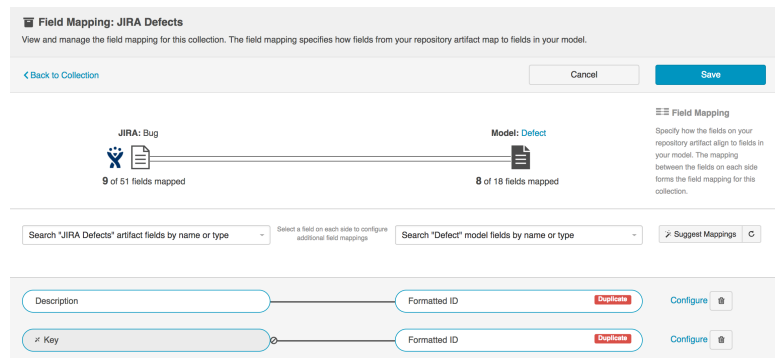 Field Mapping: JIRA Defects
View and manage the field mapping for this collection. The field mapping specifies how fields from your repository artifact map to fields in your model.
Back to Collection
Cancel
Save
JIRA: Bug
9 of 51 fields mapped
Model: Defect
8 of 18 fields mapped
Field Mapping
Specify how the fields on your
repository artifact align to fields in
your model. The mapping
between the fields on each side
forms the field mapping for this
collection.
Search "JIRA Defects" artifact fields by name or type
Select a field on each side to configure
additional field mappings
Search "Defect" model fields by name or type
Suggest Mappings
Description
Formatted ID
Duplicate
Configure
Key
Formatted ID
Duplicate
Configure